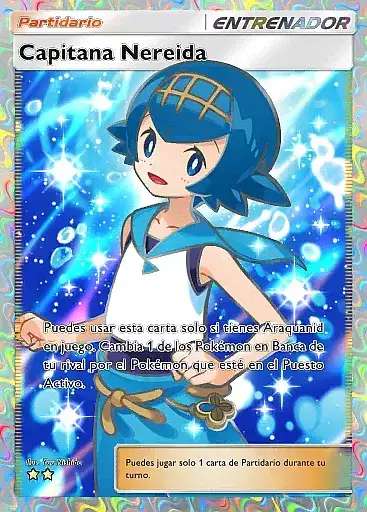 Partidario
ENTRENADOR
Capitana Nereida
Puedes usar esta carta solo si tienes Araquanid
en juego. Cambia 1 de los Pokémon en Banca de
tu rival por el Pokémon que esté en el Puesto
Activo.
Puedes jugar solo 1 carta de Partidario durante tu
turno.